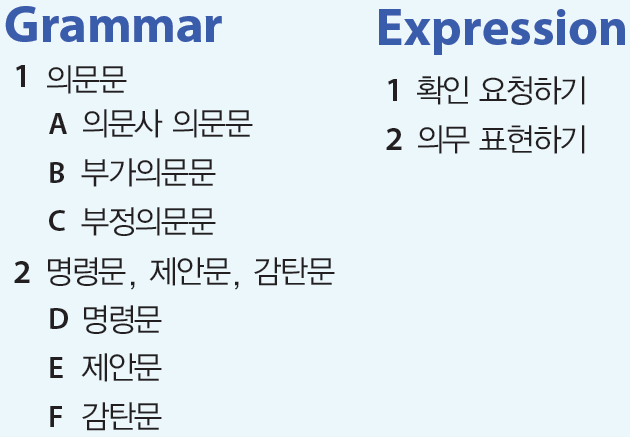 Grammar
1 의문문
A 의문사 의문문
B 부가의문문
C 부정의문문
2 명령문, 제안문, 감탄문
D 명령문
E 제안문
F 감탄문
Expression
1 확인 요청하기
2 의무 표현하기